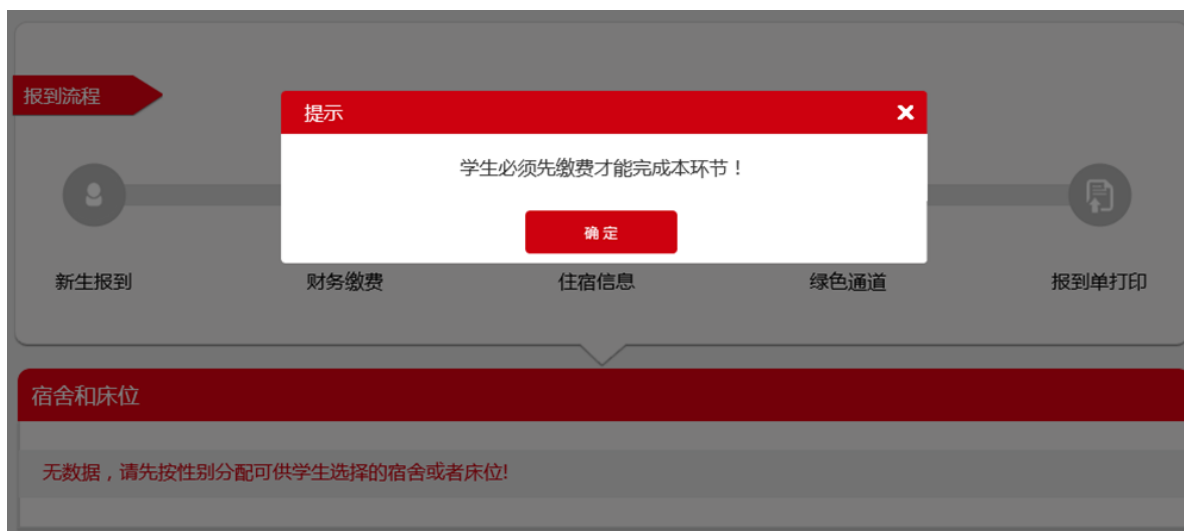 报到流程
提示
学生必须先缴费才能完成本环节！
确定
新生报到 财务缴费 住宿信息 绿色通道 报到单打印
宿舍和床位
无数据，请先按性别分配可供学生选择的宿舍或者床位!